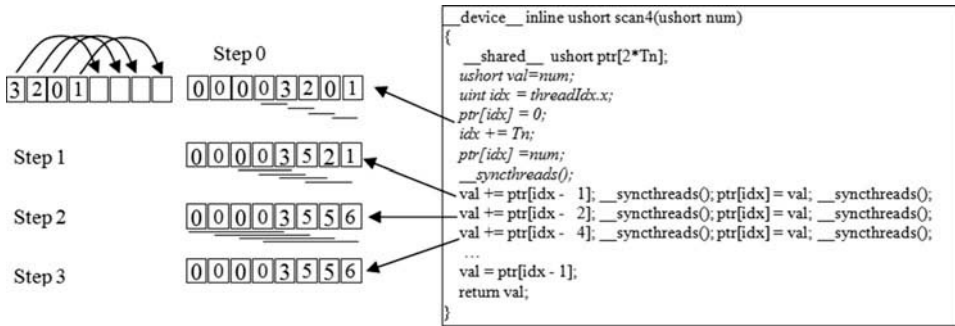 Step 0
3 2 0 1
0 0 0 0 3 2 0 1
Step 1
0 0 0 0 3 5 2 1
Step 2
0 0 0 0 3 5 5 6
Step 3
0 0 0 0 3 5 5 6
__device__ inline ushort scan4(ushort num)
{
__shared__ ushort ptr[2*Tn];
ushort val=num;
uint idx = threadIdx.x;
ptr[idx] = 0;
idx += Tn;
ptr[idx] =num;
__syncthreads();
val += ptr[idx - 1]; __syncthreads(); ptr[idx] = val; __syncthreads();
val += ptr[idx - 2]; __syncthreads(); ptr[idx] = val; __syncthreads();
val += ptr[idx - 4]; __syncthreads(); ptr[idx] = val; __syncthreads();
...
val = ptr[idx - 1];
return val;
}